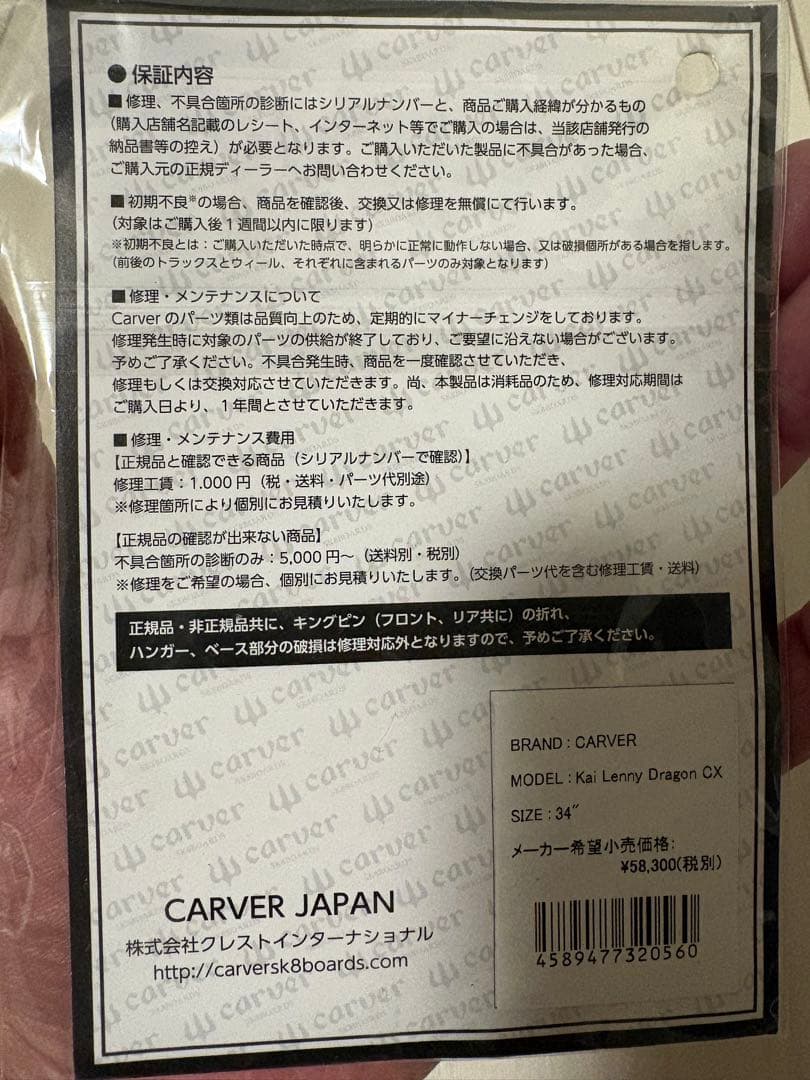 ●保証内容
■修理、不具合箇所の診断にはシリアルナンバーと、商品ご購入経緯が分かるもの
（購入店舗名記載のレシート、インターネット等でご購入の場合は、当該店舗発行の
納品書等の控え）が必要となります。ご購入いただいた製品に不具合があった場合、
ご購入元の正規ディーラーへお問い合わせください。
■初期不良※の場合、商品を確認後、交換又は修理を無償にて行います。
（対象はご購入後１週間以内に限ります）
※初期不良とは：ご購入いただいた時点で、明らかに正常に動作しない場合、又は破損個所がある場合を指します。
（前後のトラックスとウィール、それぞれに含まれるパーツのみ対象となります）
■修理・メンテナンスについて
Carverのパーツ類は品質向上のため、定期的にマイナーチェンジをしております。
修理発生時に対象のパーツの供給が終了しており、ご要望に沿えない場合がございます。
予めご了承ください。不具合発生時、商品を一度確認させていただき、
修理もしくは交換対応させていただきます。尚、本製品は消耗品のため、修理対応期間は
ご購入日より、１年間とさせていただきます。
■修理・メンテナンス費用
【正規品と確認できる商品（シリアルナンバーで確認）】
修理工賃：1.000円（税・送料・パーツ代別途）
※修理箇所により個別にお見積りいたします。
【正規品の確認が出来ない商品】
不具合箇所の診断のみ：5,000円～（送料別・税別）
※修理をご希望の場合、個別にお見積りいたします。（交換パーツ代を含む修理工賃・送料）
正規品・非正規品共に、キングピン（フロント、リア共に）の折れ、
ハンガー、ベース部分の破損は修理対応外となりますので、予めご了承ください。
BRAND : CARVER
MODEL : Kai Lenny Dragon CX
SIZE : 34"
メーカー希望小売価格:
¥58,300(税別)
4589477320560
CARVER JAPAN
株式会社クレストインターナショナル
http://carversk8boards.com